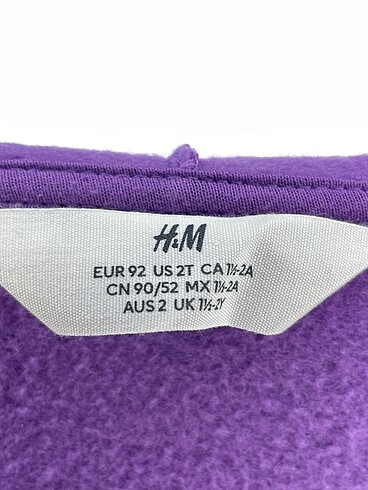 H&M
EUR 92 US 2T CA 1½-2A
CN 90/52 MX 1½-2A
AUS 2 UK 1½-2Y